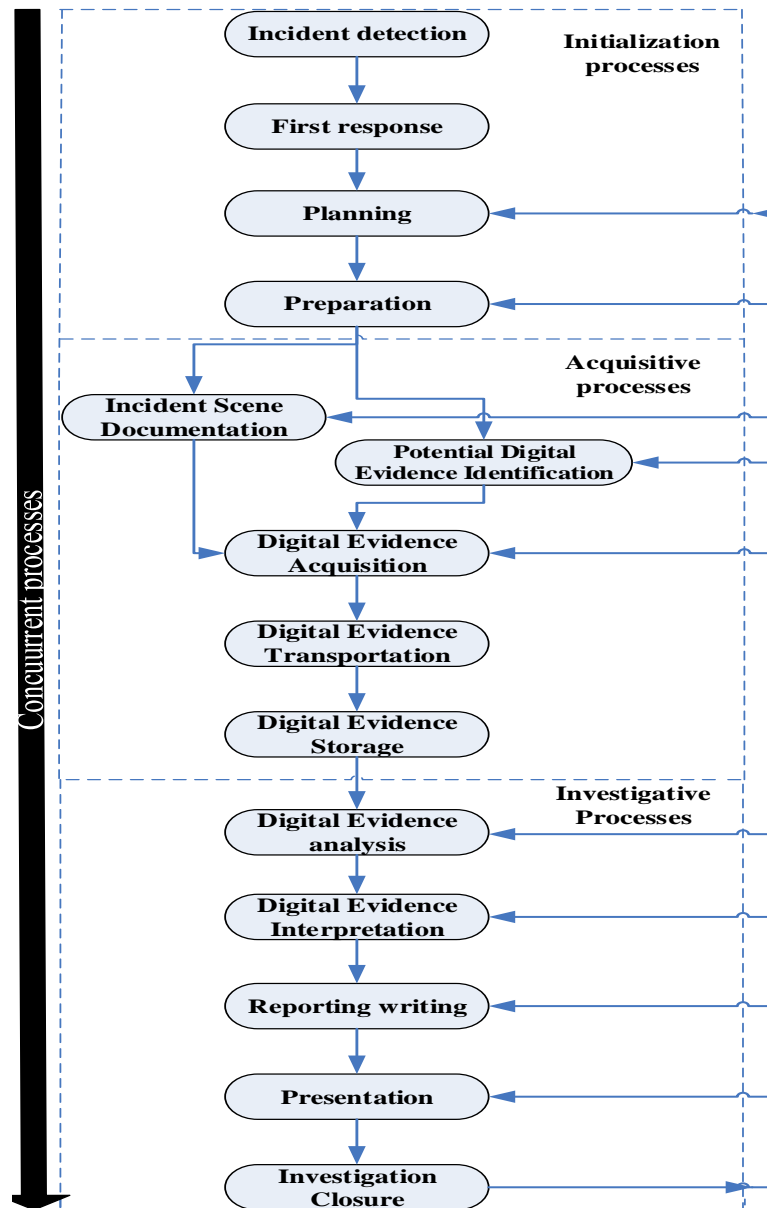 Incident detection
Initialization
processes
First response
Planning
Preparation
Acquisitive
processes
Incident Scene
Documentation
Potential Digital
Evidence Identification
Digital Evidence
Acquisition
Digital Evidence
Transportation
Digital Evidence
Storage
Investigative
Processes
Digital Evidence
analysis
Digital Evidence
Interpretation
Reporting writing
Presentation
Investigation
Closure
Concuurrent processes